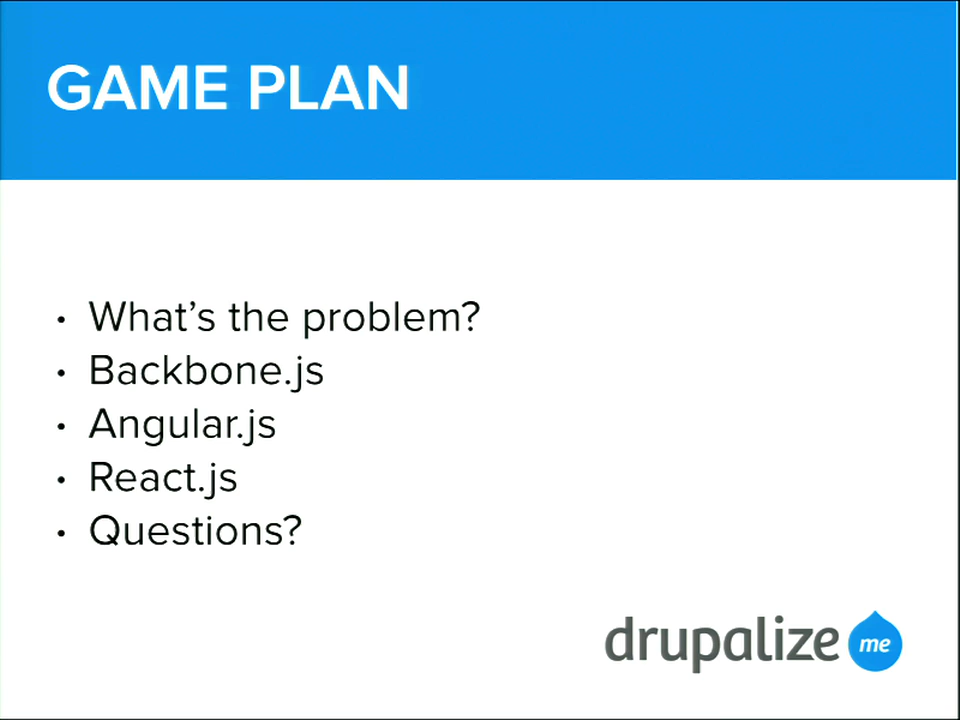 GAME PLAN
• What’s the problem?
• Backbone.js
• Angular.js
• React.js
• Questions?
drupalize me